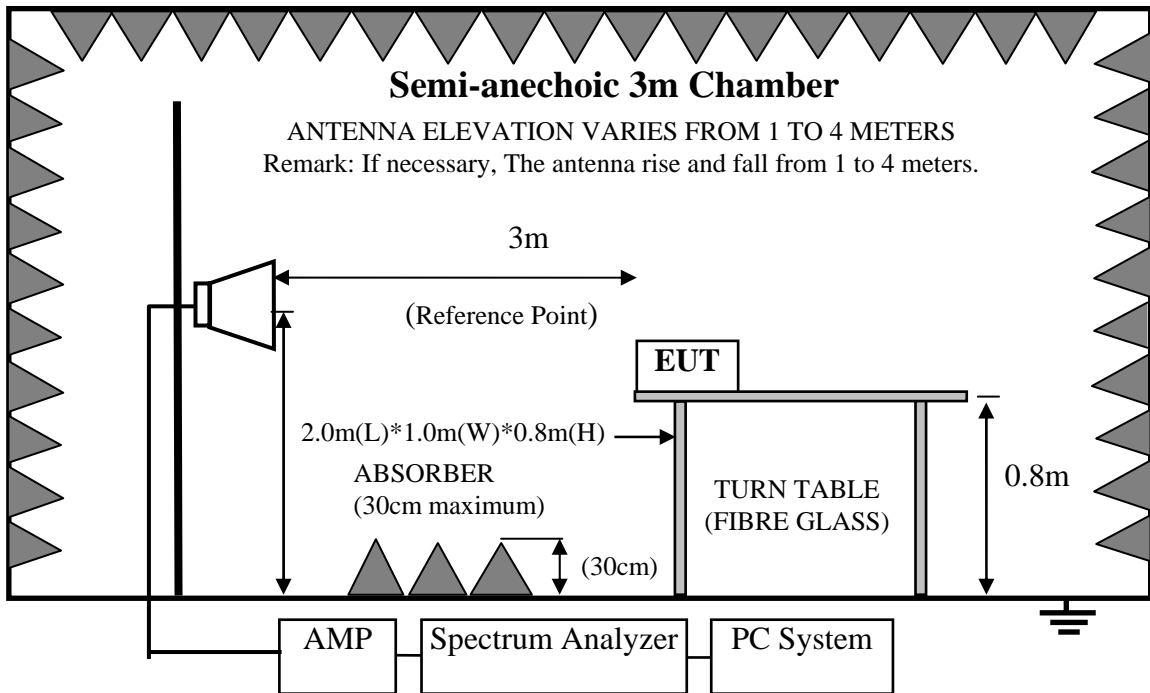 Semi-anechoic 3m Chamber
ANTENNA ELEVATION VARIES FROM 1 TO 4 METERS
Remark: If necessary, The antenna rise and fall from 1 to 4 meters.
3m
(Reference Point)
EUT
2.0m(L)*1.0m(W)*0.8m(H)
ABSORBER
(30cm maximum)
(30cm)
TURN TABLE
(FIBRE GLASS)
0.8m
AMP
Spectrum Analyzer
PC System